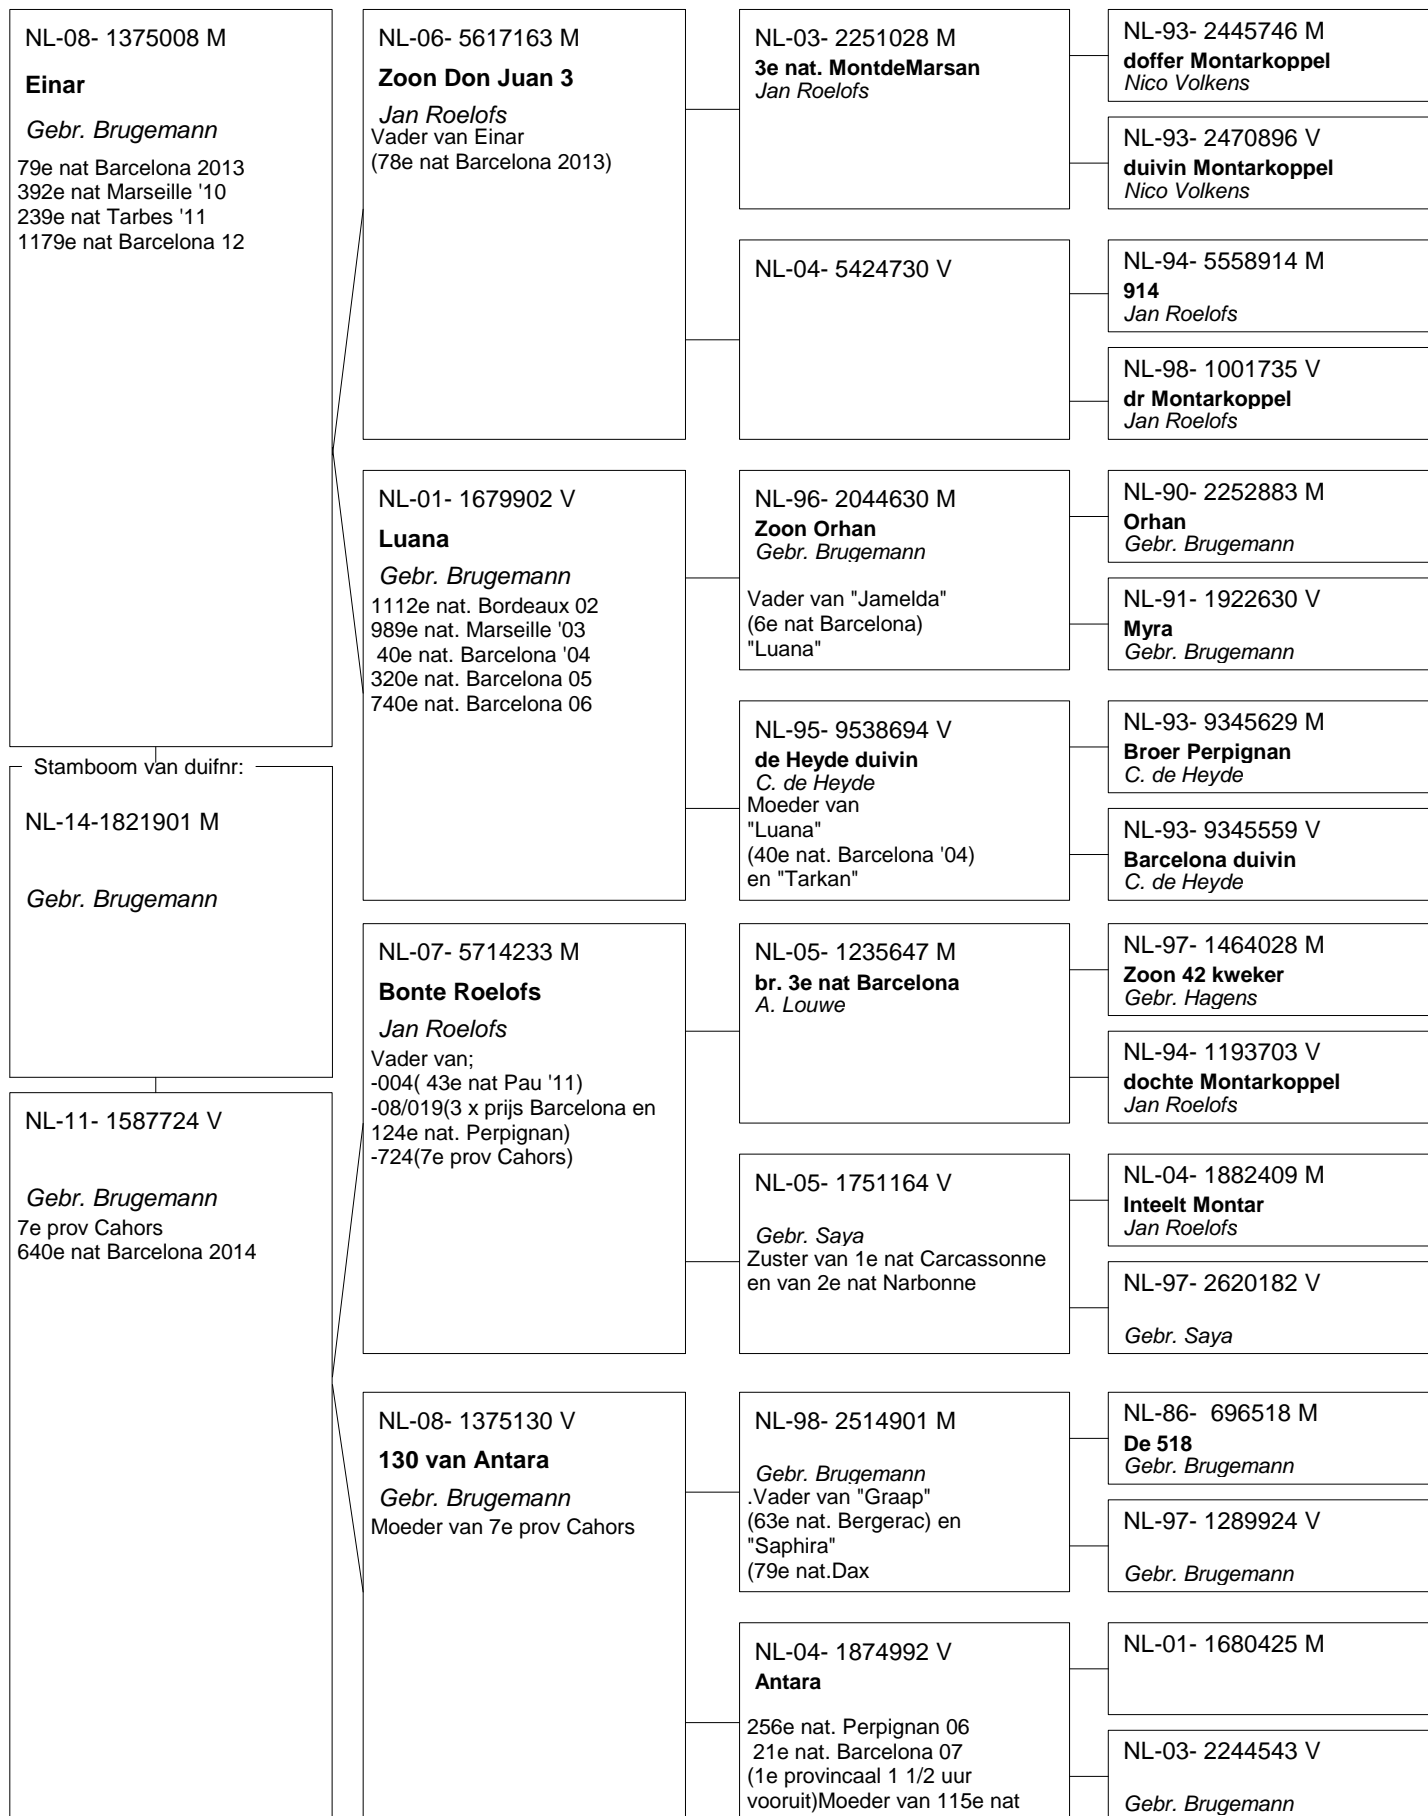 NL-08- 1375008 M
Einar
Gebr. Brugemann
79e nat Barcelona 2013
392e nat Marseille '10
239e nat Tarbes '11
1179e nat Barcelona 12
Stamboom van duifnr:
NL-14-1821901 M
Gebr. Brugemann
NL-11- 1587724 V
Gebr. Brugemann
7e prov Cahors
640e nat Barcelona 2014
NL-06- 5617163 M
Zoon Don Juan 3
Jan Roelofs
Vader van Einar
(78e nat Barcelona 2013)
NL-01- 1679902 V
Luana
Gebr. Brugemann
1112e nat. Bordeaux 02
989e nat. Marseille '03
40e nat. Barcelona '04
320e nat. Barcelona 05
740e nat. Barcelona 06
NL-07- 5714233 M
Bonte Roelofs
Jan Roelofs
Vader van;
-004( 43e nat Pau '11)
-08/019(3 x prijs Barcelona en
124e nat. Perpignan)
-724(7e prov Cahors)
NL-08- 1375130 V
130 van Antara
Gebr. Brugemann
Moeder van 7e prov Cahors
NL-03- 2251028 M
3e nat. MontdeMarsan
Jan Roelofs
NL-04- 5424730 V
NL-96- 2044630 M
Zoon Orhan
Gebr. Brugemann
Vader van "Jamelda"
(6e nat Barcelona)
"Luana"
NL-95- 9538694 V
de Heyde duivin
C. de Heyde
Moeder van
"Luana"
(40e nat. Barcelona '04)
en "Tarkan"
NL-05- 1235647 M
br. 3e nat Barcelona
A. Louwe
NL-05- 1751164 V
Gebr. Saya
Zuster van 1e nat Carcassonne
en van 2e nat Narbonne
NL-98- 2514901 M
Gebr. Brugemann
.Vader van "Graap"
(63e nat. Bergerac) en
"Saphira"
(79e nat.Dax
NL-04- 1874992 V
Antara
256e nat. Perpignan 06
21e nat. Barcelona 07
(1e provincaal 1 1/2 uur
vooruit)Moeder van 115e nat
NL-93- 2445746 M
doffer Montarkoppel
Nico Volkens
NL-93- 2470896 V
duivin Montarkoppel
Nico Volkens
NL-94- 5558914 M
914
Jan Roelofs
NL-98- 1001735 V
dr Montarkoppel
Jan Roelofs
NL-90- 2252883 M
Orhan
Gebr. Brugemann
NL-91- 1922630 V
Myra
Gebr. Brugemann
NL-93- 9345629 M
Broer Perpignan
C. de Heyde
NL-93- 9345559 V
Barcelona duivin
C. de Heyde
NL-97- 1464028 M
Zoon 42 kweker
Gebr. Hagens
NL-94- 1193703 V
dochte Montarkoppel
Jan Roelofs
NL-04- 1882409 M
Inteelt Montar
Jan Roelofs
NL-97- 2620182 V
Gebr. Saya
NL-86- 696518 M
De 518
Gebr. Brugemann
NL-97- 1289924 V
Gebr. Brugemann
NL-01- 1680425 M
NL-03- 2244543 V
Gebr. Brugemann